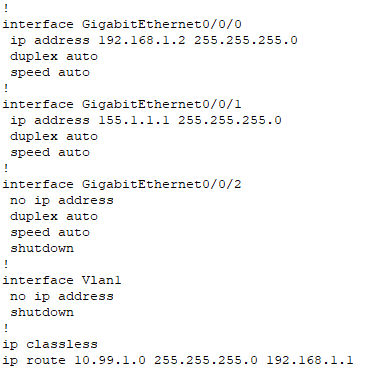 !
interface GigabitEthernet0/0/0
 ip address 192.168.1.2 255.255.255.0
 duplex auto
 speed auto
!
interface GigabitEthernet0/0/1
 ip address 155.1.1.1 255.255.255.0
 duplex auto
 speed auto
!
interface GigabitEthernet0/0/2
 no ip address
 duplex auto
 speed auto
 shutdown
!
interface Vlan1
 no ip address
 shutdown
!
ip classless
ip route 10.99.1.0 255.255.255.0 192.168.1.1